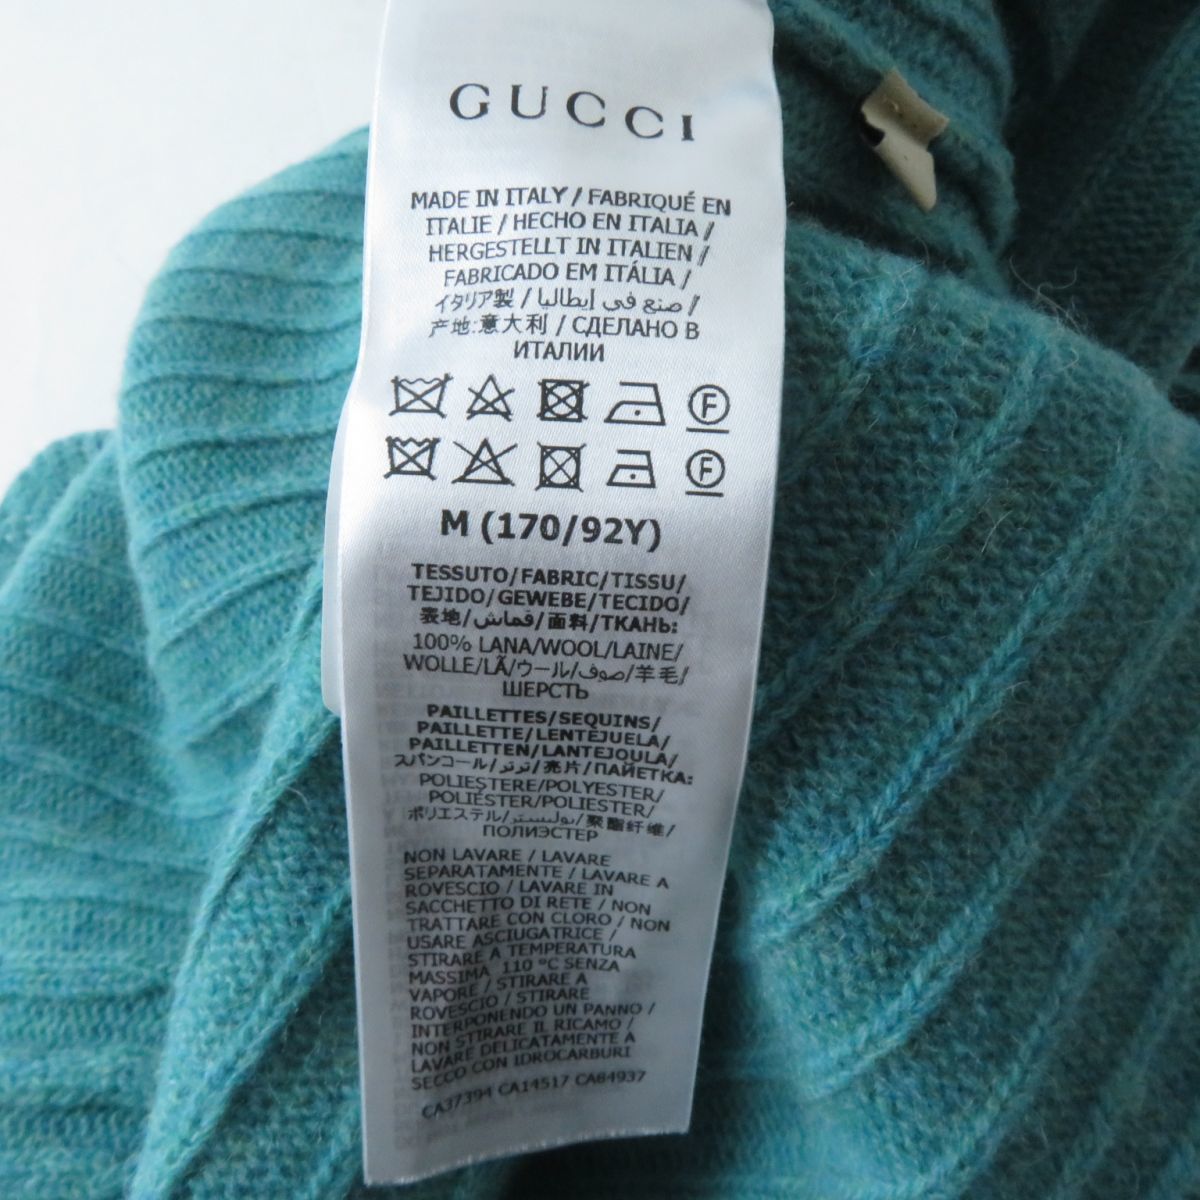 GUCCI
MADE IN ITALY / FABRIQUÉ EN
ITALIE / HECHO EN ITALIA /
HERGESTELLT IN ITALIEN /
FABRICADO EM ITÁLIA /
イタリア製 / صنع في إيطاليا /
产地:意大利 / СДЕЛАНО В
ИТАЛИИ
F
F
M (170/92Y)
TESSUTO/FABRIC/TISSU/
TEJIDO/GEWEBE/TECIDO/
表地/قماش/面料/ТКАНЬ:
100% LANA/WOOL/LAINE/
WOLLE/LÃ/ウール/صوف/羊毛/
ШЕРСТЬ
PAILLETTES/SEQUINS/
PAILLETTE/LENTEJUELA/
PAILLETTEN/LANTEJOULA/
スパンコール/ترتر/亮片/ПАЙЕТКА:
POLIESTERE/POLYESTER/
POLIÉSTER/POLIESTER/
ポリエステル/بوليستر/聚酯纤维/
ПОЛИЭСТЕР
NON LAVARE / LAVARE
SEPARATAMENTE / LAVARE A
ROVESCIO / LAVARE IN
SACCHETTO DI RETE / NON
TRATTARE CON CLORO / NON
USARE ASCIUGATRICE /
STIRARE A TEMPERATURA
MASSIMA 110 °C SENZA
VAPORE / STIRARE A
ROVESCIO / STIRARE
INTERPONENDO UN PANNO /
NON STIRARE IL RICAMO /
LAVARE DELICATAMENTE A
SECCO CON IDROCARBURI
CA37394 CA14517 CA84937